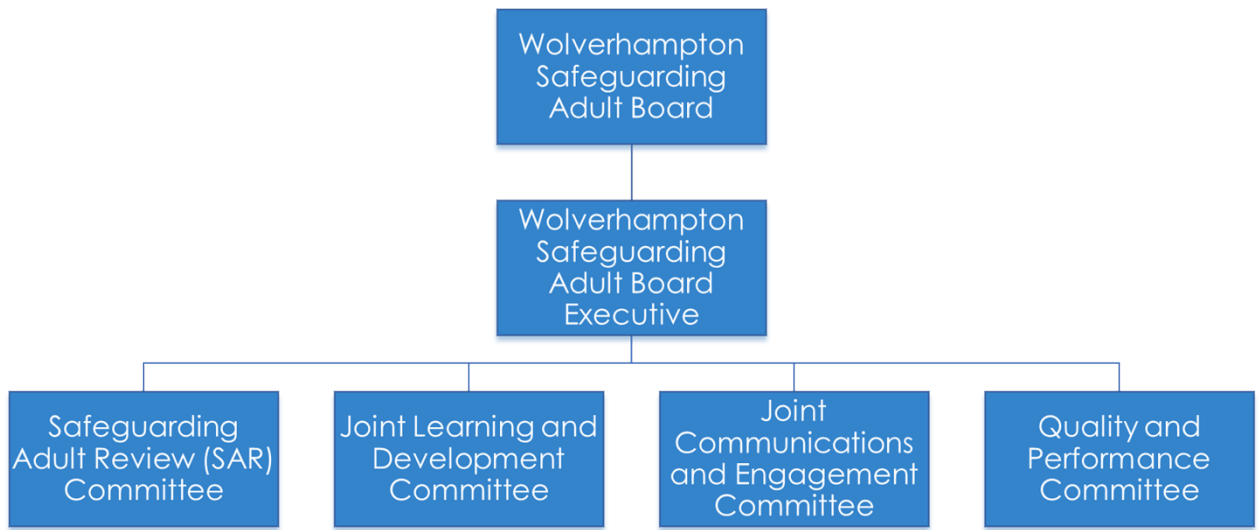 Wolverhampton
Safeguarding
Adult Board
Wolverhampton
Safeguarding
Adult Board
Executive
Safeguarding
Adult Review (SAR)
Committee
Joint Learning and
Development
Committee
Joint
Communications
and Engagement
Committee
Quality and
Performance
Committee